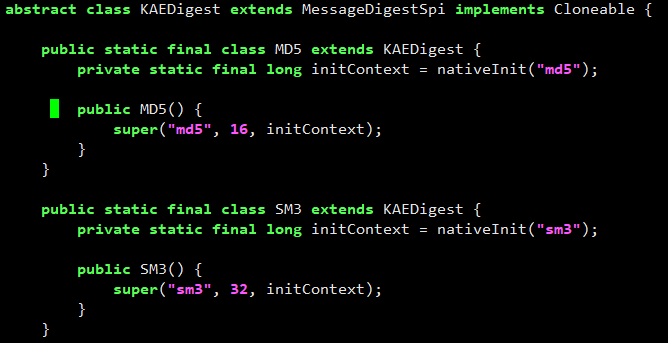 abstract class KAEDigest extends MessageDigestSpi implements Cloneable {
public static final class MD5 extends KAEDigest {
private static final long initContext = nativeInit("md5");
public MD5() {
super("md5", 16, initContext);
}
}
public static final class SM3 extends KAEDigest {
private static final long initContext = nativeInit("sm3");
public SM3() {
super("sm3", 32, initContext);
}
}